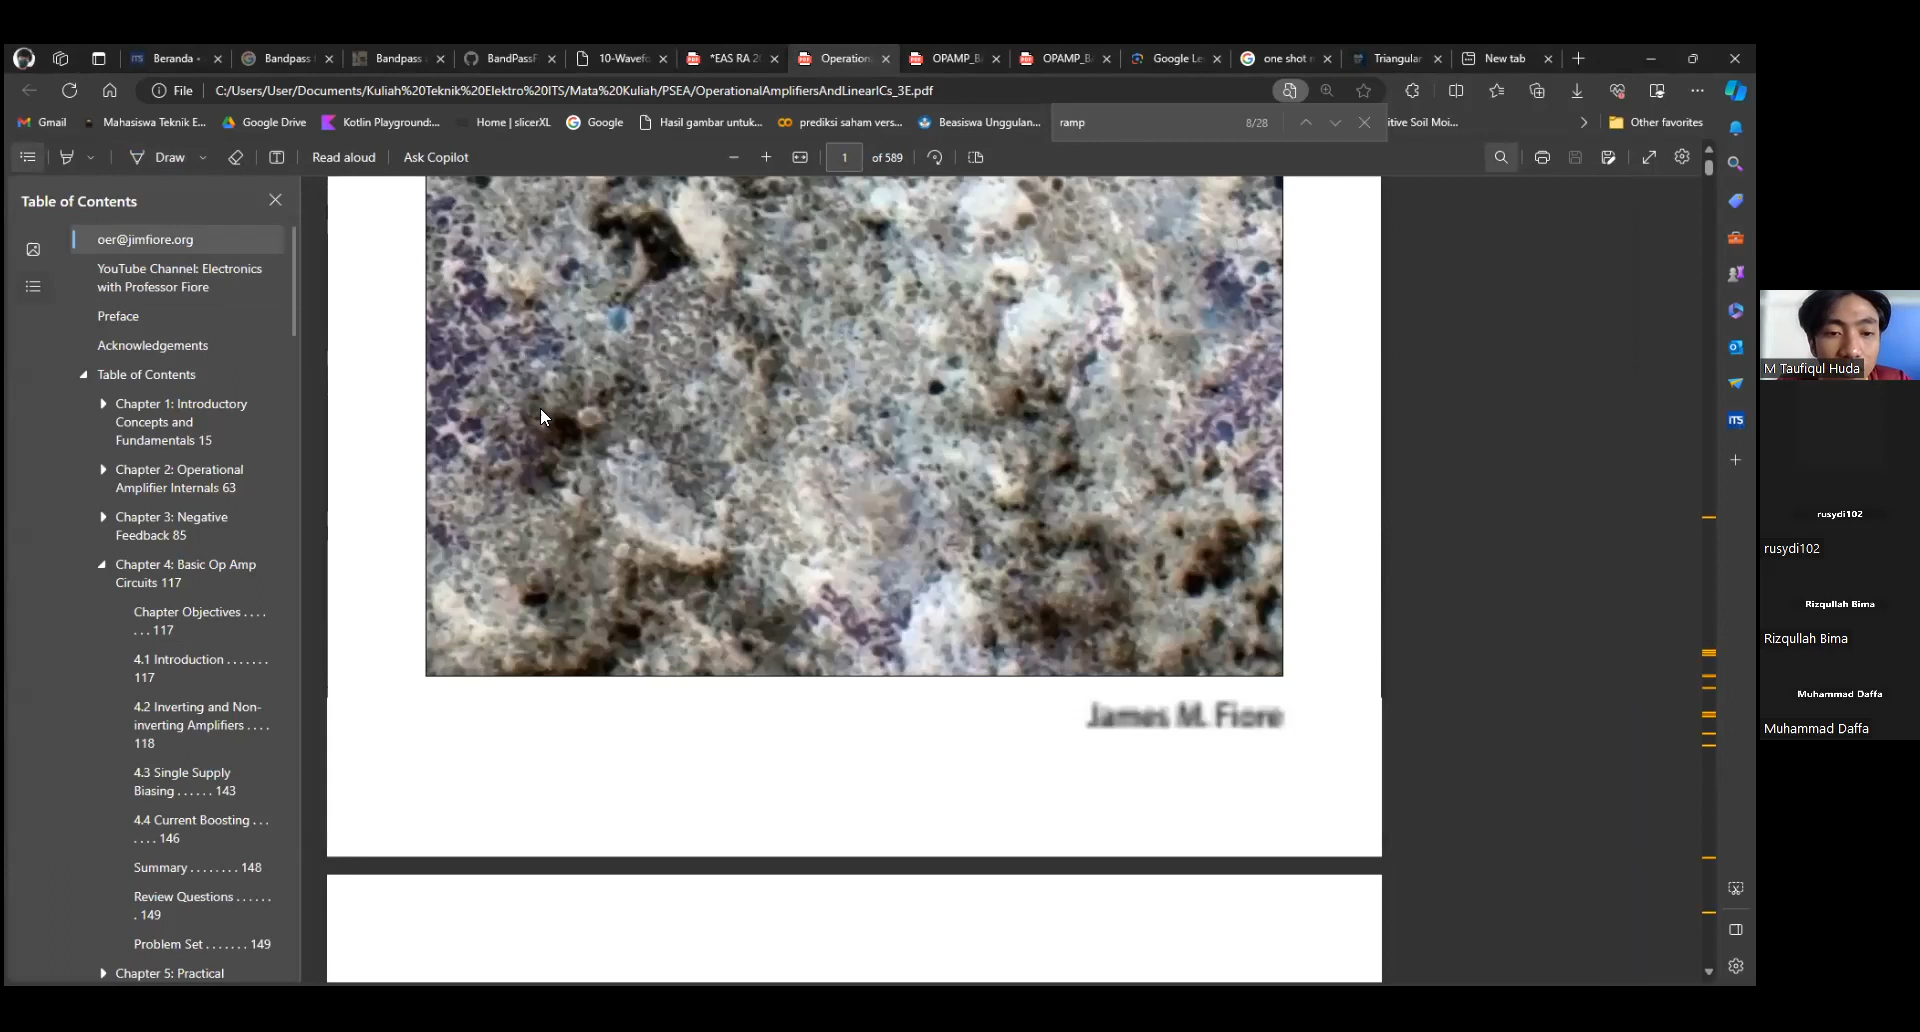 Beranda -
Bandpass
Bandpass
BandPassF
10-Wavefo
*EAS RA 2
Operation
OPAMP_B
OPAMP_B
Google Le
one shot
Triangular
New tab
File
C:/Users/User/Documents/Kuliah%20Teknik%20Elektro%20ITS/Mata%20Kuliah/PSEA/OperationalAmplifiersAndLinearICs_3E.pdf
Gmail
Mahasiswa Teknik E...
Google Drive
Kotlin Playground:...
Home | slicerXL
Google
Hasil gambar untuk...
prediksi saham vers...
Beasiswa Unggulan...
ramp
8/28
itive Soil Moi...
Other favorites
Draw
Read aloud
Ask Copilot
1
of 589
Table of Contents
oer@jimfiore.org
YouTube Channel: Electronics
with Professor Fiore
Preface
Acknowledgements
Table of Contents
Chapter 1: Introductory
Concepts and
Fundamentals 15
Chapter 2: Operational
Amplifier Internals 63
Chapter 3: Negative
Feedback 85
Chapter 4: Basic Op Amp
Circuits 117
Chapter Objectives . . . .
. . . 117
4.1 Introduction . . . . . . .
117
4.2 Inverting and Non-
inverting Amplifiers . . . .
118
4.3 Single Supply
Biasing . . . . . . 143
4.4 Current Boosting . . .
. . . . 146
Summary . . . . . . . . 148
Review Questions . . . . . .
. 149
Problem Set . . . . . . . 149
Chapter 5: Practical
James M. Fiore
ITS
M Taufiqul Huda
rusydi102
rusydi102
Rizqullah Bima
Rizqullah Bima
Muhammad Daffa
Muhammad Daffa